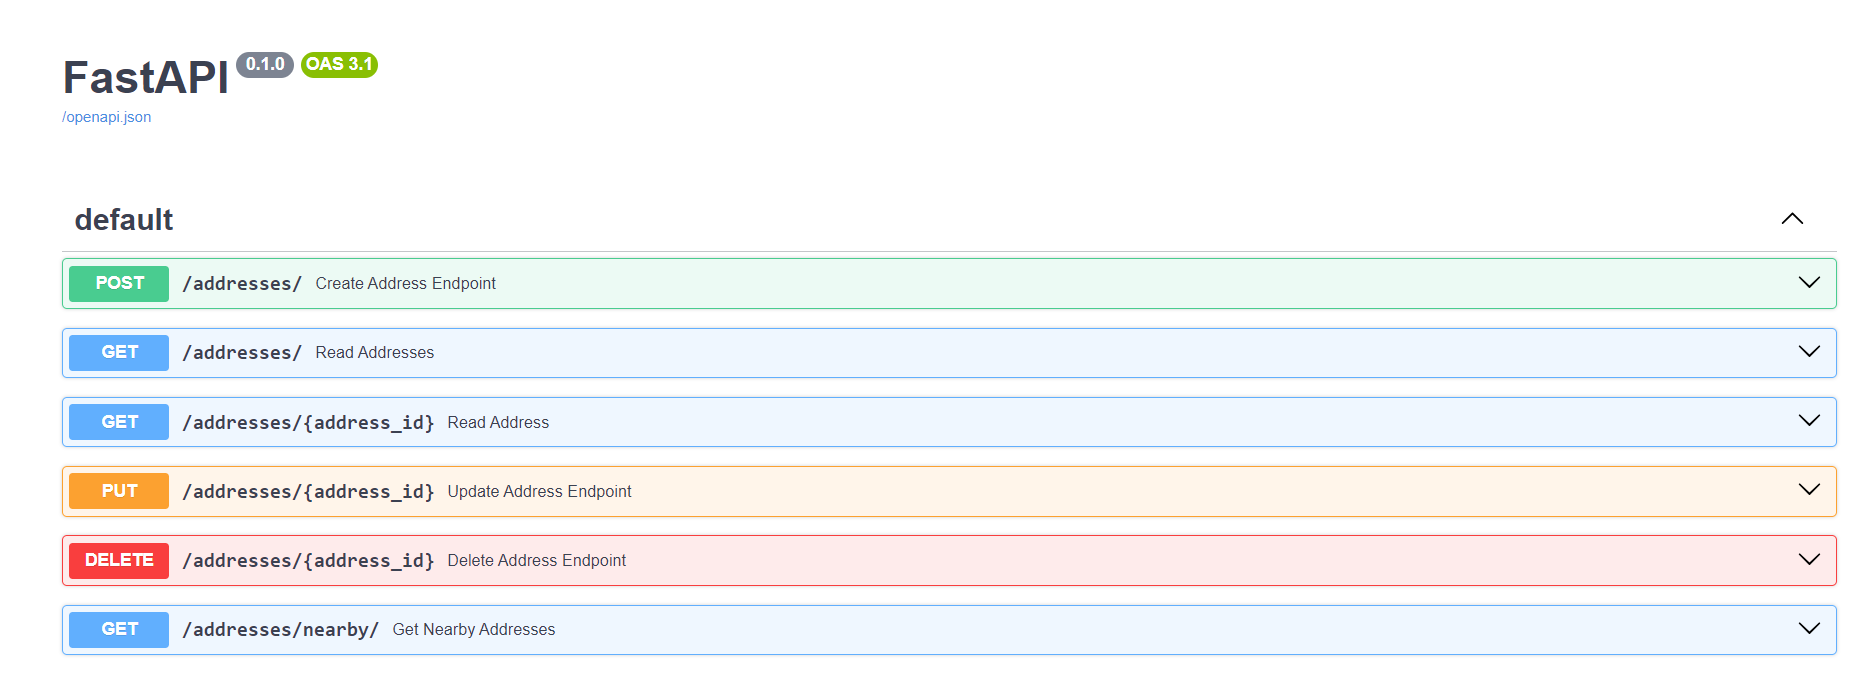 FastAPI 0.1.0 OAS 3.1
/openapi.json
default
POST /addresses/ Create Address Endpoint
GET /addresses/ Read Addresses
GET /addresses/{address_id} Read Address
PUT /addresses/{address_id} Update Address Endpoint
DELETE /addresses/{address_id} Delete Address Endpoint
GET /addresses/nearby/ Get Nearby Addresses